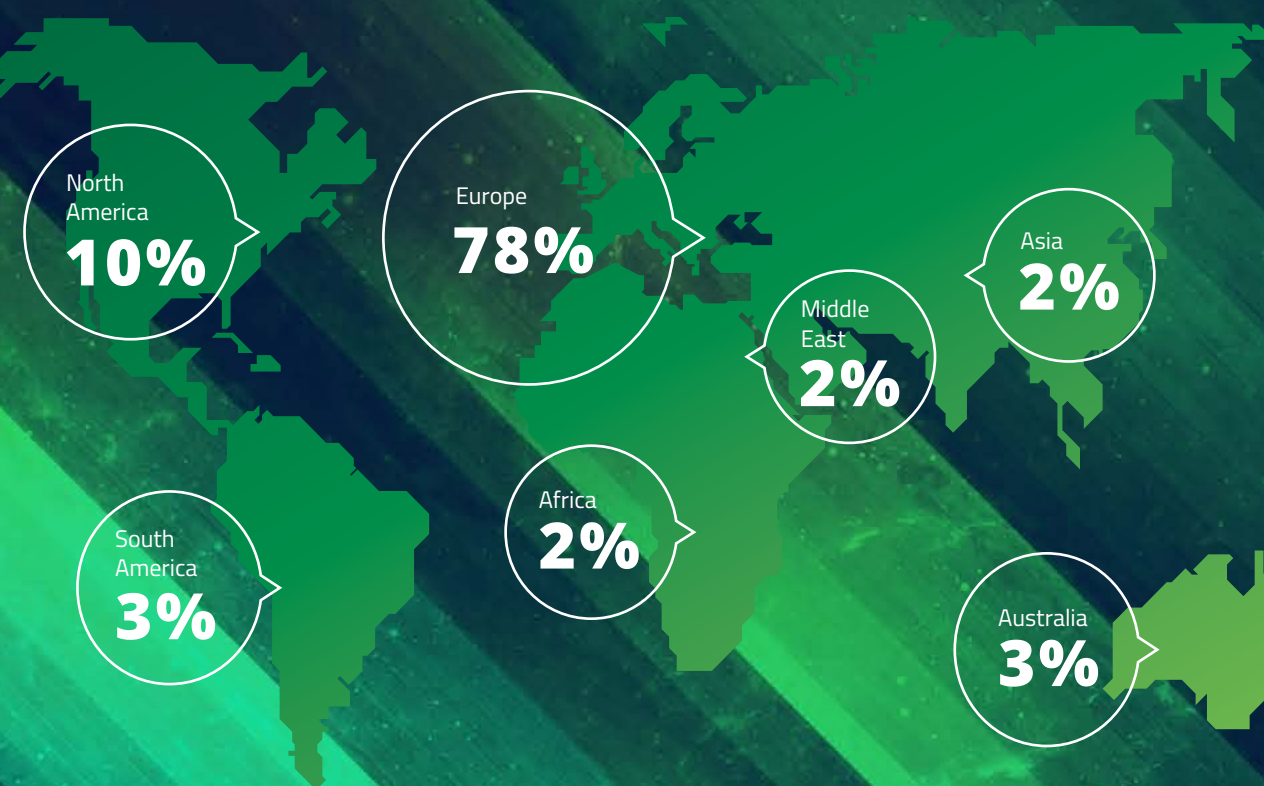 North
America
10%
Europe
78%
Asia
2%
Middle
East
2%
Africa
2%
South
America
3%
Australia
3%